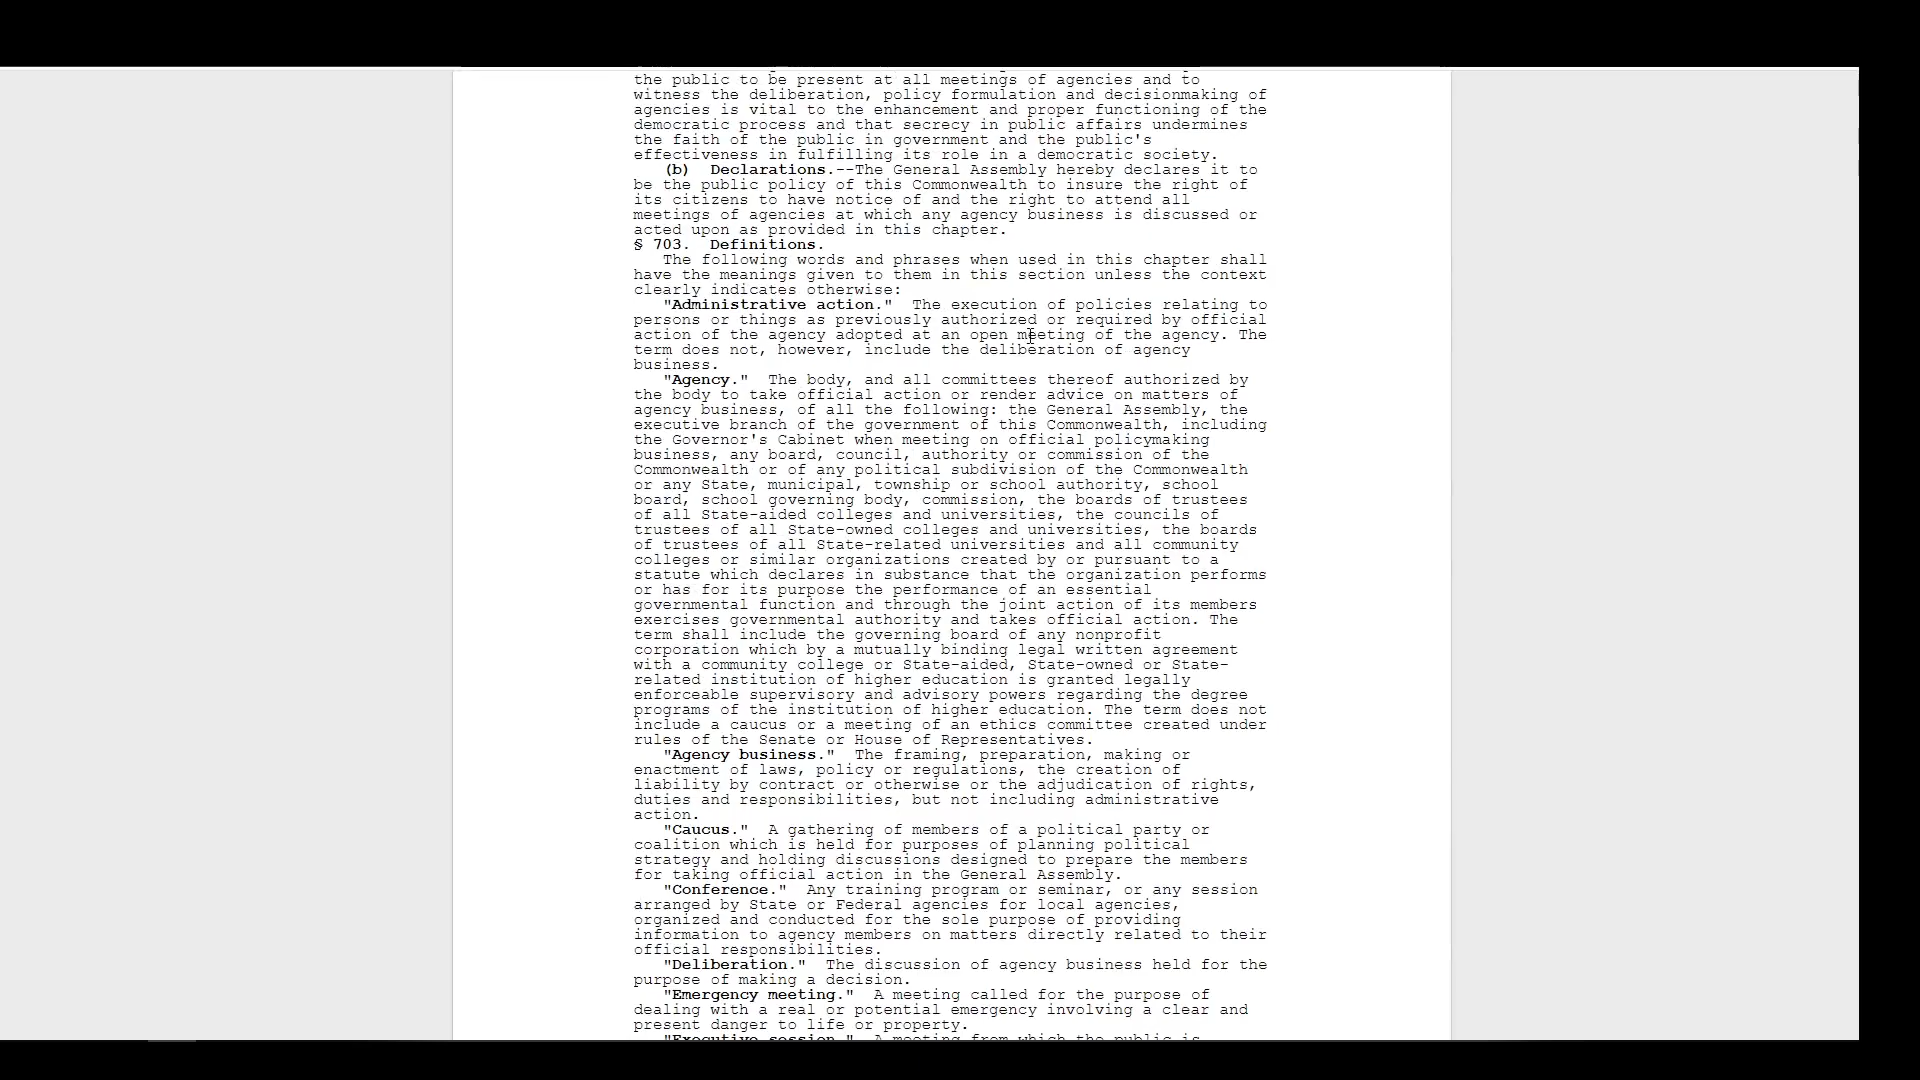 the public to be present at all meetings of agencies and to
witness the deliberation, policy formulation and decisionmaking of
agencies is vital to the enhancement and proper functioning of the
democratic process and that secrecy in public affairs undermines
the faith of the public in government and the public's
effectiveness in fulfilling its role in a democratic society.
(b) Declarations.--The General Assembly hereby declares it to
be the public policy of this Commonwealth to insure the right of
its citizens to have notice of and the right to attend all
meetings of agencies at which any agency business is discussed or
acted upon as provided in this chapter.
§ 703. Definitions.
The following words and phrases when used in this chapter shall
have the meanings given to them in this section unless the context
clearly indicates otherwise:
"Administrative action." The execution of policies relating to
persons or things as previously authorized or required by official
action of the agency adopted at an open meeting of the agency. The
term does not, however, include the deliberation of agency
business.
"Agency." The body, and all committees thereof authorized by
the body to take official action or render advice on matters of
agency business, of all the following: the General Assembly, the
executive branch of the government of this Commonwealth, including
the Governor's Cabinet when meeting on official policymaking
business, any board, council, authority or commission of the
Commonwealth or of any political subdivision of the Commonwealth
or any State, municipal, township or school authority, school
board, school governing body, commission, the boards of trustees
of all State-aided colleges and universities, the councils of
trustees of all State-owned colleges and universities, the boards
of trustees of all State-related universities and all community
colleges or similar organizations created by or pursuant to a
statute which declares in substance that the organization performs
or has for its purpose the performance of an essential
governmental function and through the joint action of its members
exercises governmental authority and takes official action. The
term shall include the governing board of any nonprofit
corporation which by a mutually binding legal written agreement
with a community college or State-aided, State-owned or State-
related institution of higher education is granted legally
enforceable supervisory and advisory powers regarding the degree
programs of the institution of higher education. The term does not
include a caucus or a meeting of an ethics committee created under
rules of the Senate or House of Representatives.
"Agency business." The framing, preparation, making or
enactment of laws, policy or regulations, the creation of
liability by contract or otherwise or the adjudication of rights,
duties and responsibilities, but not including administrative
action.
"Caucus." A gathering of members of a political party or
coalition which is held for purposes of planning political
strategy and holding discussions designed to prepare the members
for taking official action in the General Assembly.
"Conference." Any training program or seminar, or any session
arranged by State or Federal agencies for local agencies,
organized and conducted for the sole purpose of providing
information to agency members on matters directly related to their
official responsibilities.
"Deliberation." The discussion of agency business held for the
purpose of making a decision.
"Emergency meeting." A meeting called for the purpose of
dealing with a real or potential emergency involving a clear and
present danger to life or property.
"Executive session." A meeting from which the public is